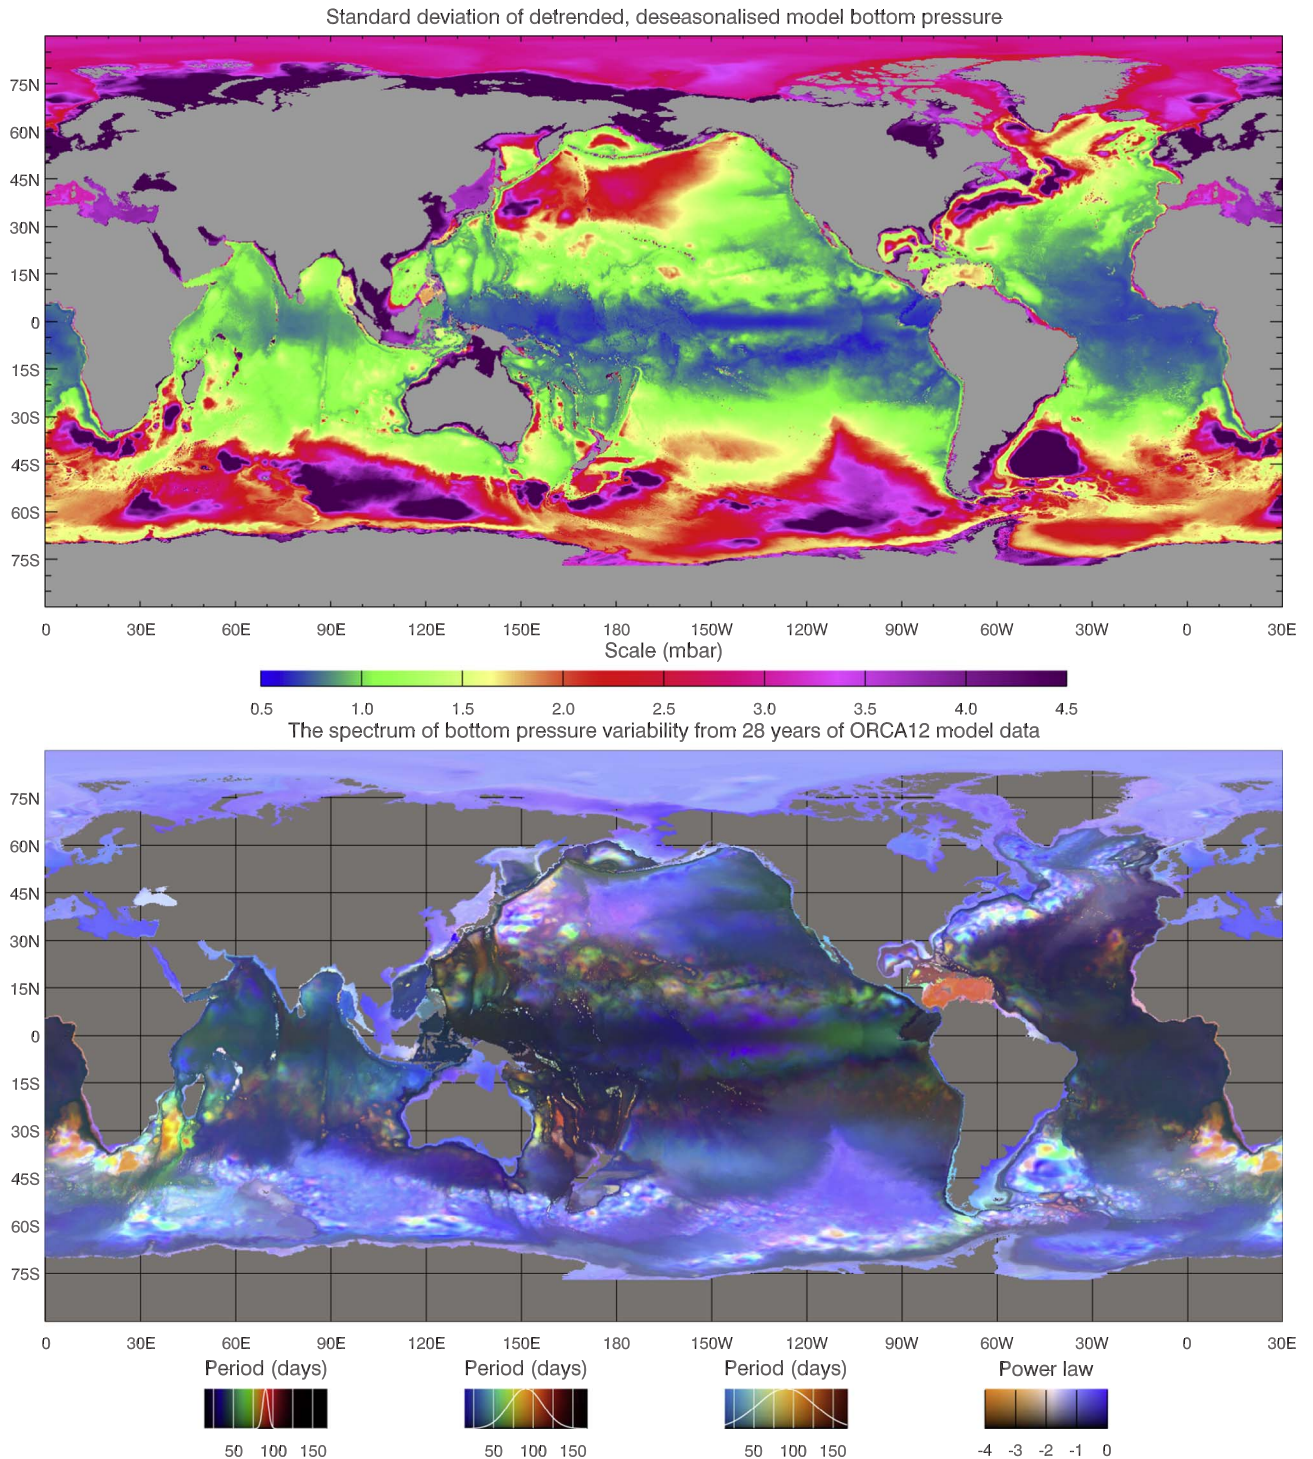 Standard deviation of detrended, deseasonalised model bottom pressure
75N
60N
45N
30N
15N
0
15S
30S
45S
60S
75S
0 30E 60E 90E 120E 150E 180 150W 120W 90W 60W 30W 0 30E
Scale (mbar)
0.5 1.0 1.5 2.0 2.5 3.0 3.5 4.0 4.5
The spectrum of bottom pressure variability from 28 years of ORCA12 model data
75N
60N
45N
30N
15N
0
15S
30S
45S
60S
75S
0 30E 60E 90E 120E 150E 180 150W 120W 90W 60W 30W 0 30E
Period (days) Period (days) Period (days) Power law
50 100 150 50 100 150 50 100 150 -4 -3 -2 -1 0